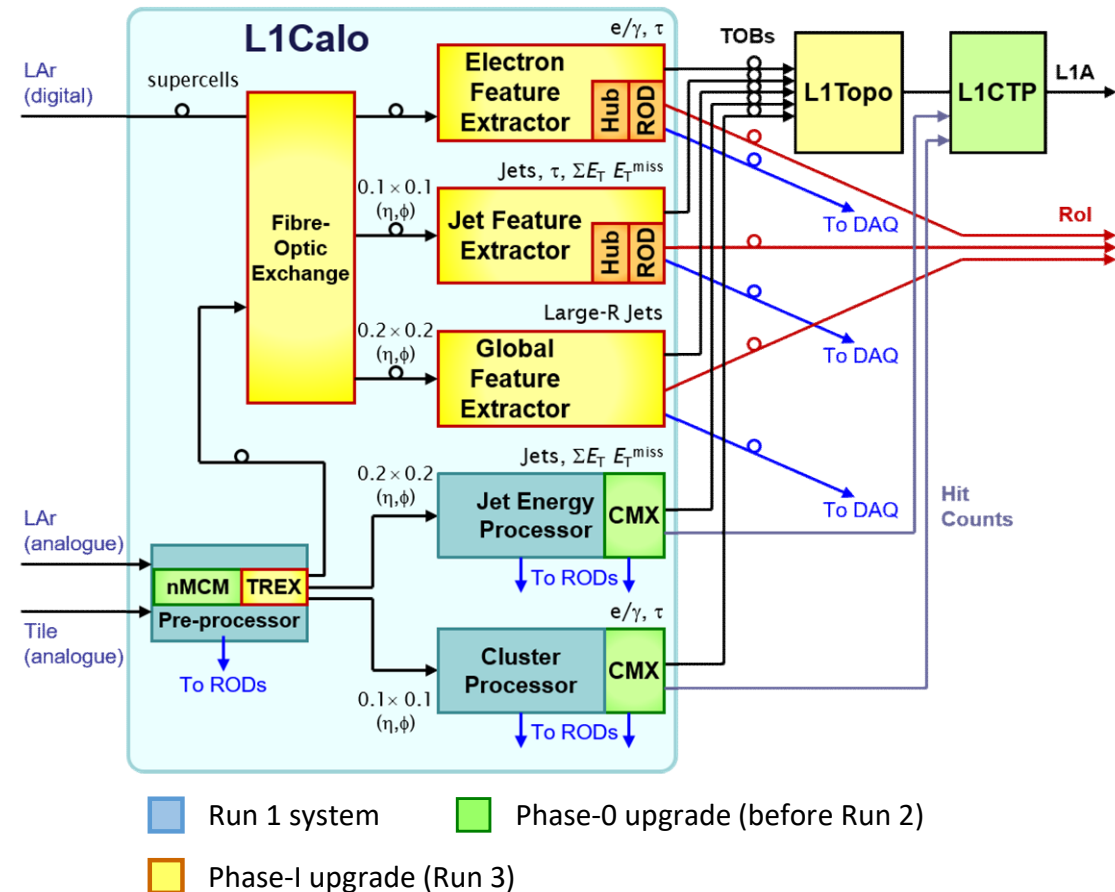 L1Calo
LAr
(digital)
supercells
e/γ, τ
Electron
Feature
Extractor
Hub
ROD
TOBs
L1Topo
L1CTP
L1A
Fibre-
Optic
Exchange
0.1 × 0.1
(η,ϕ)
Jets, τ, ΣE_T E_T^miss
Jet Feature
Extractor
Hub
ROD
To DAQ
RoI
0.2 × 0.2
(η,ϕ)
Large-R Jets
Global
Feature
Extractor
To DAQ
To DAQ
Hit
Counts
LAr
(analogue)
Tile
(analogue)
nMCM
TREX
Pre-processor
To RODs
0.2 × 0.2
(η,ϕ)
Jets, ΣE_T E_T^miss
Jet Energy
Processor
CMX
To RODs
e/γ, τ
Cluster
Processor
CMX
0.1 × 0.1
(η,ϕ)
To RODs
Run 1 system
Phase-0 upgrade (before Run 2)
Phase-I upgrade (Run 3)